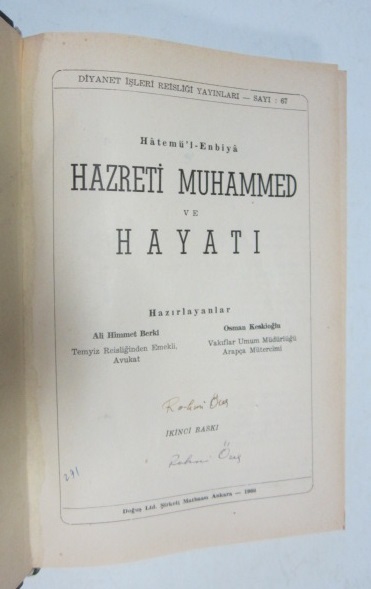 DİYANET İŞLERİ REİSLİĞİ YAYINLARI — SAYI : 67
Hâtemü'l-Enbiyâ
HAZRETİ MUHAMMED
VE
HAYATI
Hazırlayanlar
Ali Himmet Berki
Temyiz Reisliğinden Emekli,
Avukat
Osman Keskioğlu
Vakıflar Umum Müdürlüğü
Arapça Mütercimi
İKİNCİ BASKI
Doğuş Ltd. Şirketi Matbaası Ankara — 1960